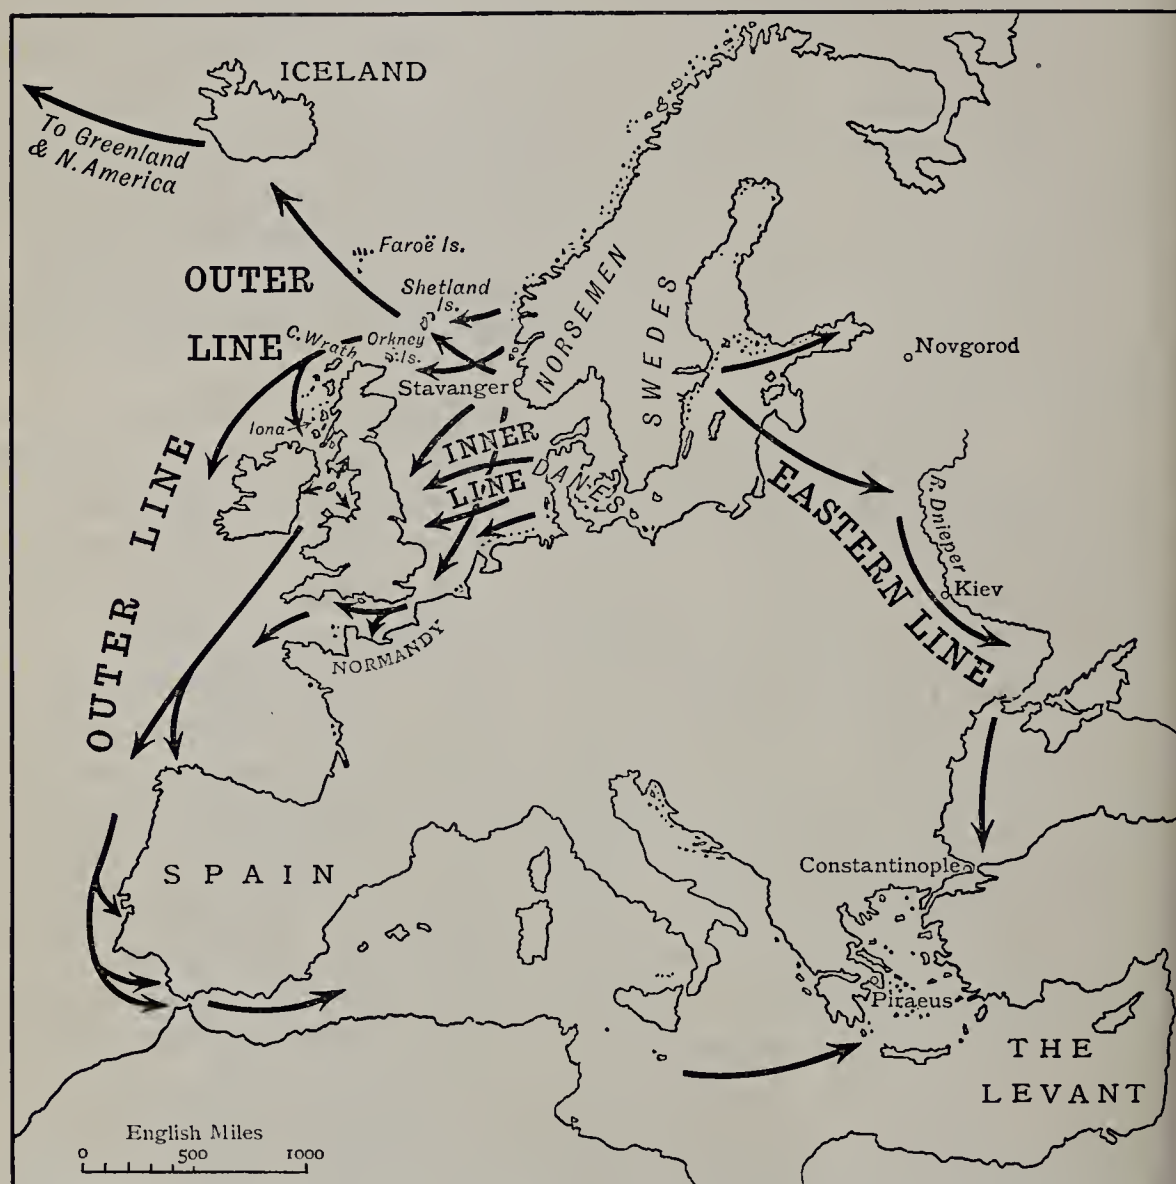 ICELAND
To Greenland
& N. America
Faroë Is.
OUTER
LINE
Shetland
Is.
C. Wrath
Orkney
Is.
Stavanger
NORSEMEN
SWEDES
Novgorod
Iona
INNER
LINE
DANES
OUTER LINE
EASTERN LINE
R. Dnieper
Kiev
NORMANDY
SPAIN
Constantinople
Piraeus
THE
LEVANT
English Miles
0 500 1000